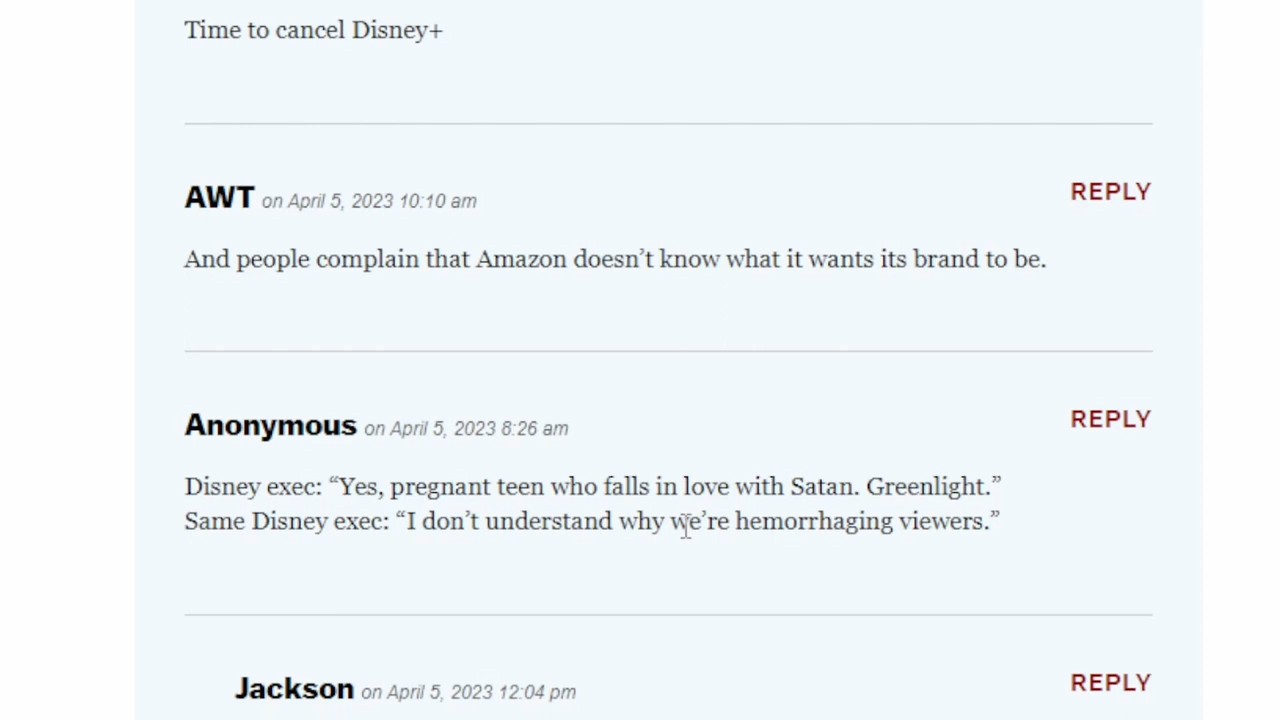 Time to cancel Disney+
AWT on April 5, 2023 10:10 am
REPLY
And people complain that Amazon doesn’t know what it wants its brand to be.
Anonymous on April 5, 2023 8:26 am
REPLY
Disney exec: “Yes, pregnant teen who falls in love with Satan. Greenlight.”
Same Disney exec: “I don’t understand why we’re hemorrhaging viewers.”
Jackson on April 5, 2023 12:04 pm
REPLY